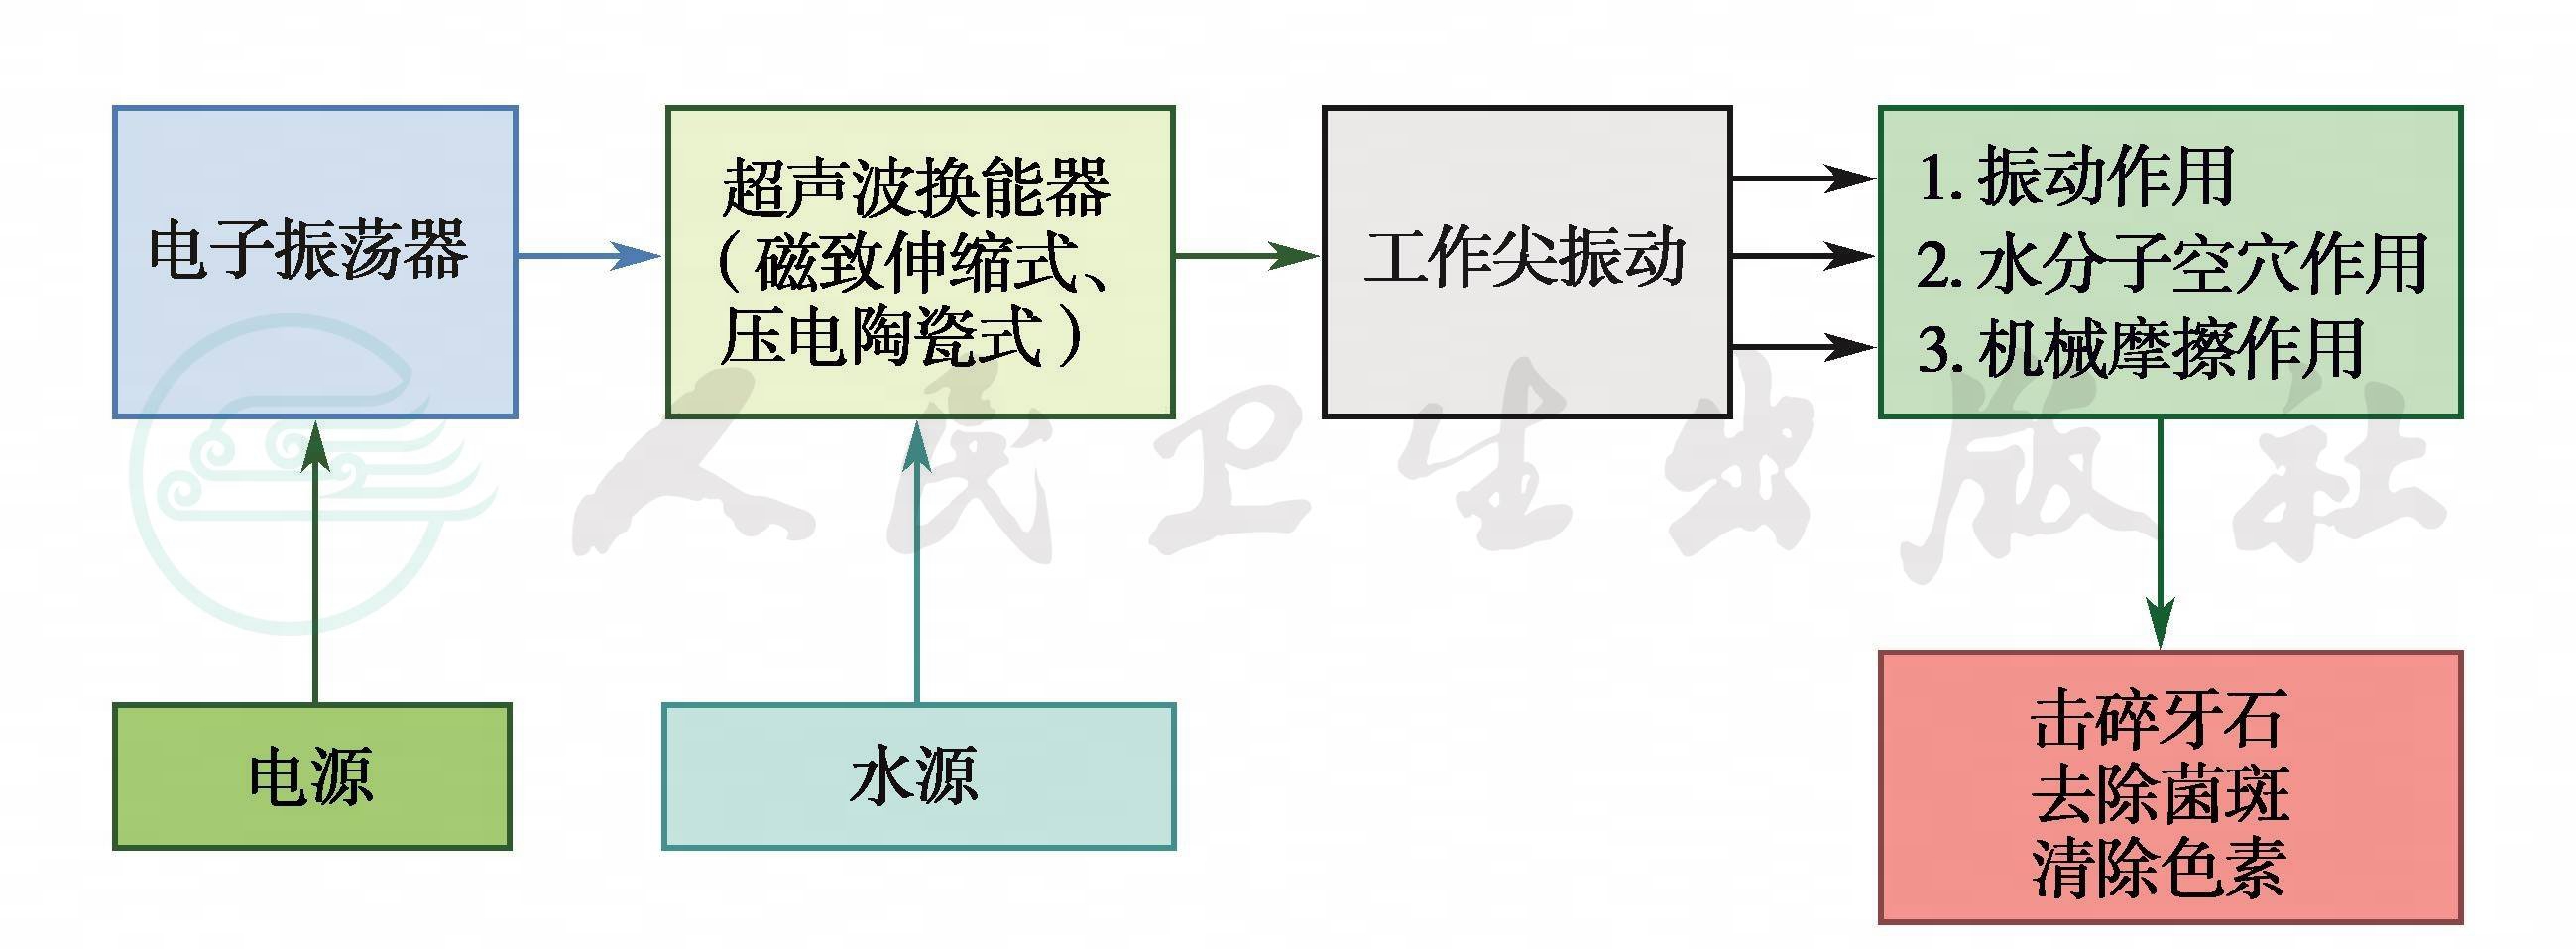 电子振荡器
超声波换能器
（磁致伸缩式、
压电陶瓷式）
工作尖振动
1. 振动作用
2. 水分子空穴作用
3. 机械摩擦作用
人民卫生出版社
电源
水源
击碎牙石
去除菌斑
清除色素